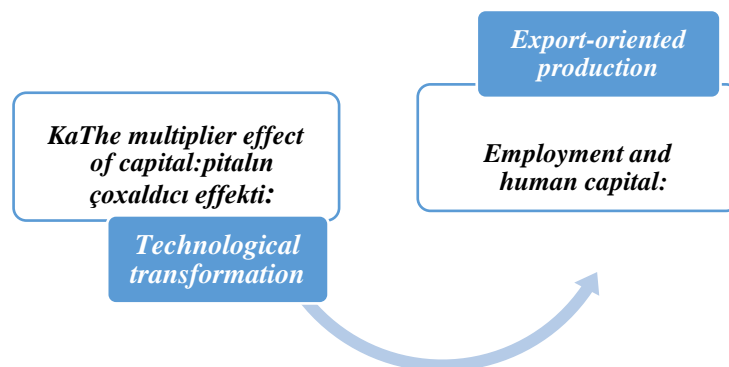 Export-oriented
production
KaThe multiplier effect
of capital:pitalın
çoxaldıcı effekti:
Employment and
human capital:
Technological
transformation